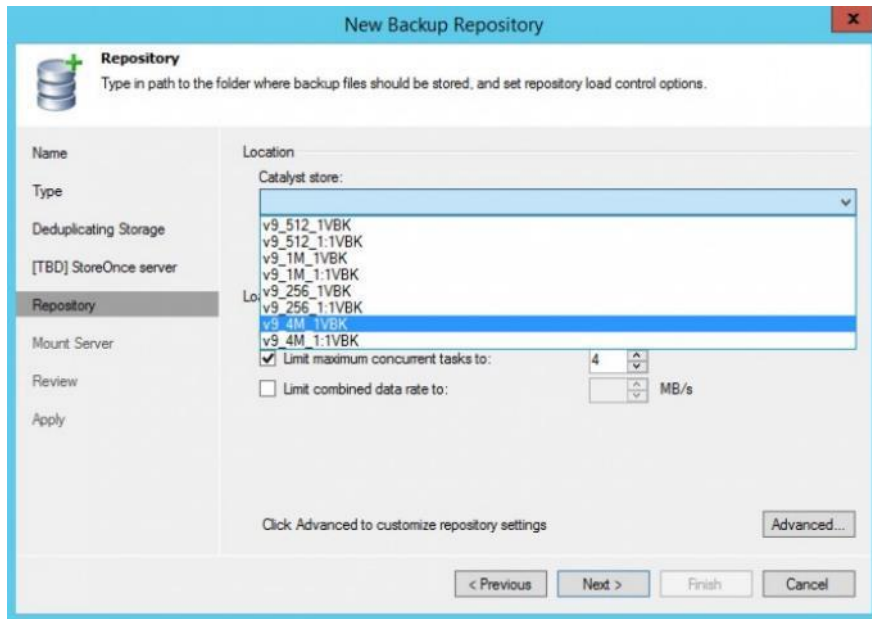 New Backup Repository
x
Repository
Type in path to the folder where backup files should be stored, and set repository load control options.
Name
Type
Deduplicating Storage
[TBD] StoreOnce server
Repository
Mount Server
Review
Apply
Location
Catalyst store:
v9_512_1VBK
v9_512_1:1VBK
v9_1M_1VBK
v9_1M_1:1VBK
v9_256_1VBK
v9_256_1:1VBK
v9_4M_1VBK
v9_4M_1:1VBK
Lo
Limit maximum concurrent tasks to: 4
Limit combined data rate to: MB/s
Click Advanced to customize repository settings Advanced...
< Previous Next > Finish Cancel